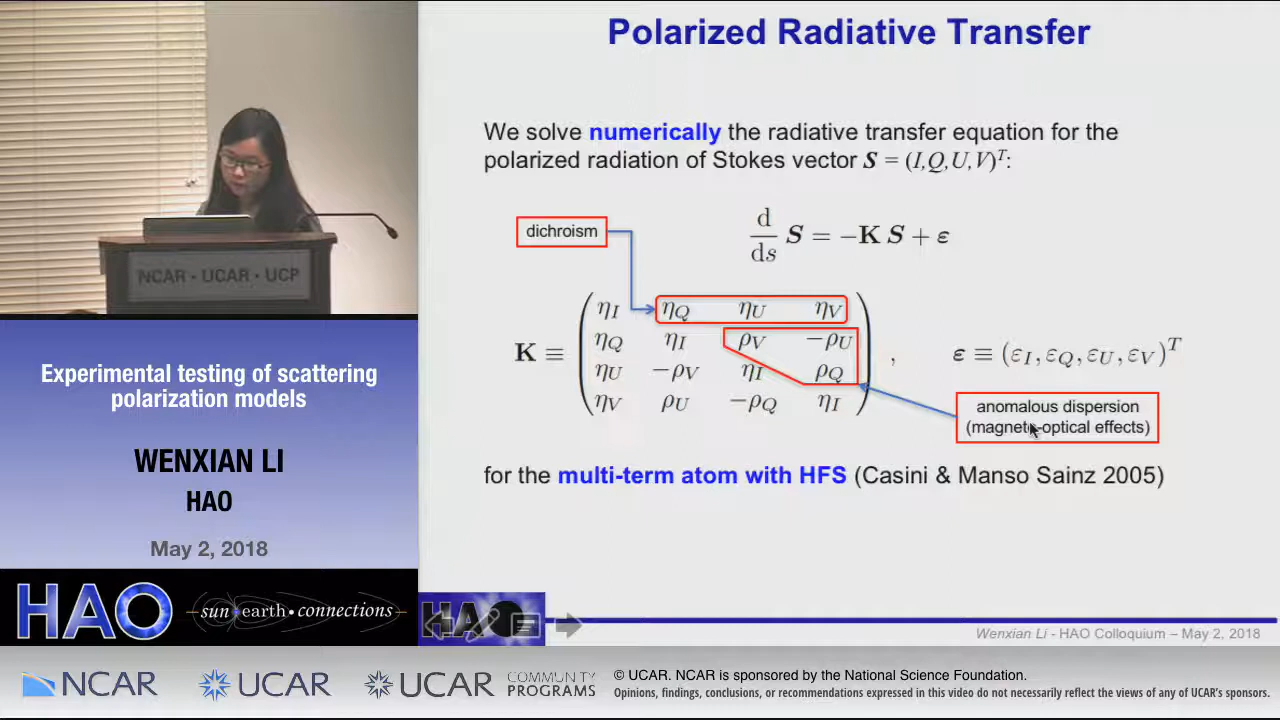 Polarized Radiative Transfer
We solve numerically the radiative transfer equation for the
polarized radiation of Stokes vector S = (I,Q,U,V)ᵀ:
dichroism
d/ds S = −K S + ε
K ≡ ( η_I η_Q η_U η_V
η_Q η_I ρ_V −ρ_U
η_U −ρ_V η_I ρ_Q
η_V ρ_U −ρ_Q η_I ) , ε ≡ (ε_I, ε_Q, ε_U, ε_V)ᵀ
anomalous dispersion
(magneto-optical effects)
for the multi-term atom with HFS (Casini & Manso Sainz 2005)
NCAR · UCAR · UCP
Experimental testing of scattering
polarization models
WENXIAN LI
HAO
May 2, 2018
HAO sun·earth·connections
HAO
Wenxian Li - HAO Colloquium – May 2, 2018
NCAR UCAR UCAR COMMUNITY
PROGRAMS
© UCAR. NCAR is sponsored by the National Science Foundation.
Opinions, findings, conclusions, or recommendations expressed in this video do not necessarily reflect the views of any of UCAR's sponsors.